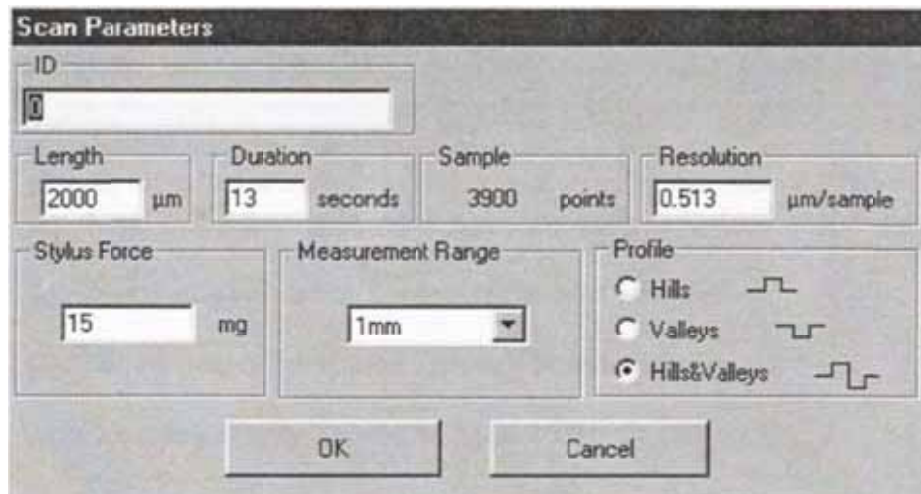 Scan Parameters
ID
0
Length Duration Sample Resolution
2000 µm 13 seconds 3900 points 0.513 µm/sample
Stylus Force Measurement Range Profile
Hills
15 mg 1mm Valleys
Hills&Valleys
OK Cancel